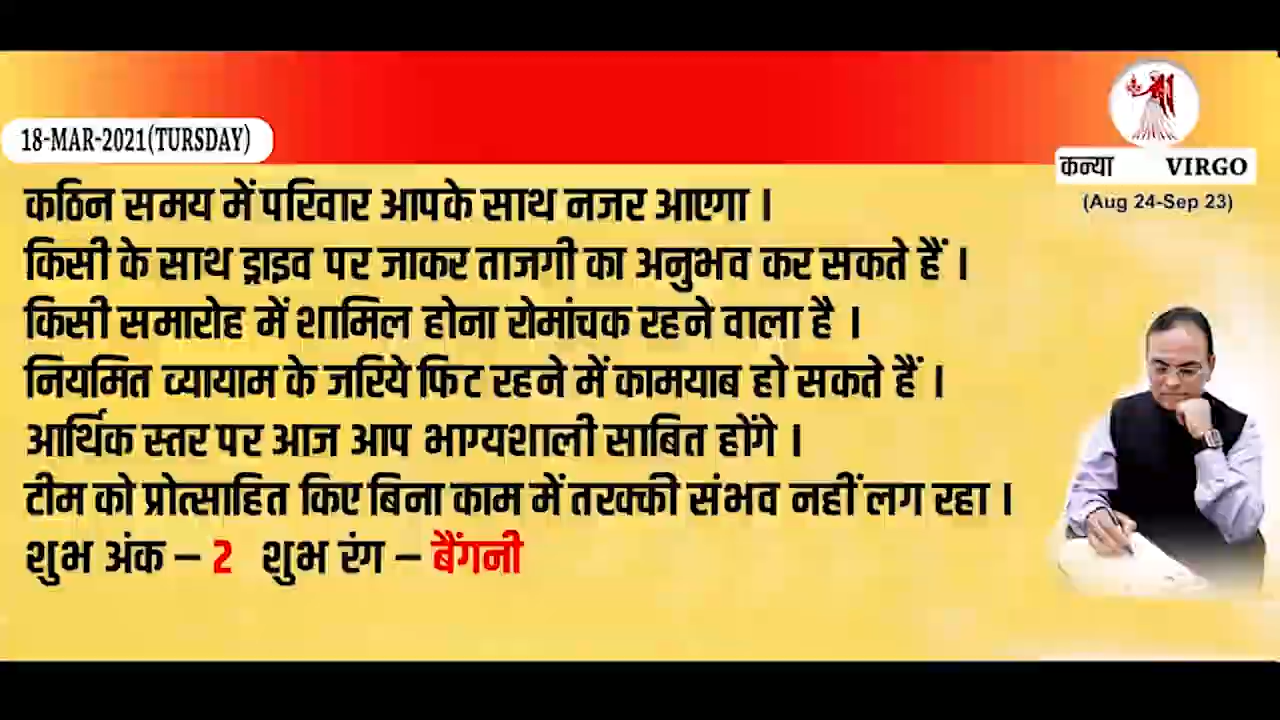 18-MAR-2021(TURSDAY)
कन्या VIRGO
(Aug 24-Sep 23)
कठिन समय में परिवार आपके साथ नजर आएगा ।
किसी के साथ ड्राइव पर जाकर ताजगी का अनुभव कर सकते हैं ।
किसी समारोह में शामिल होना रोमांचक रहने वाला है ।
नियमित व्यायाम के जरिये फिट रहने में कामयाब हो सकते हैं ।
आर्थिक स्तर पर आज आप भाग्यशाली साबित होंगे ।
टीम को प्रोत्साहित किए बिना काम में तरक्की संभव नहीं लग रहा ।
शुभ अंक – 2 शुभ रंग – बैंगनी